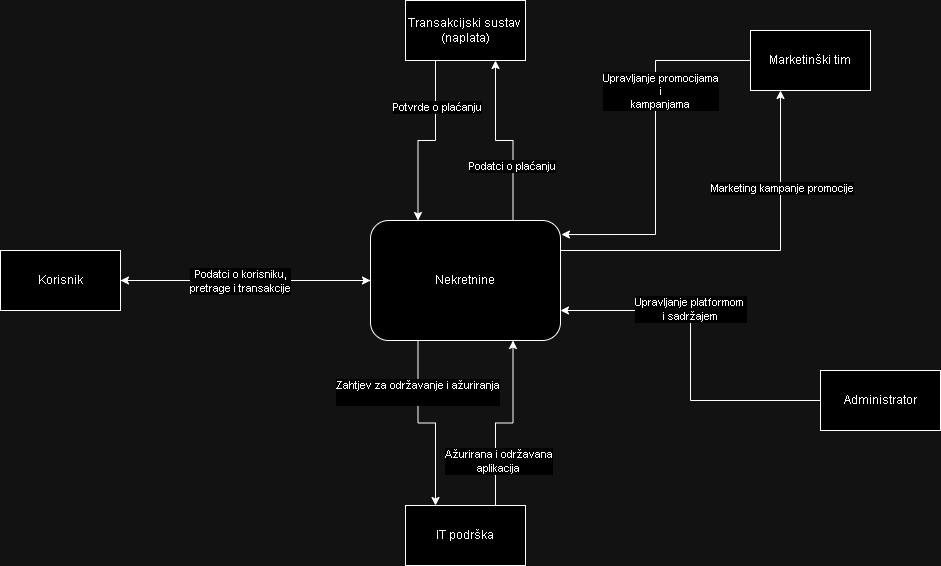 Transakcijski sustav
(naplata)
Marketinški tim
Upravljanje promocijama
i
kampanjama
Potvrde o plaćanju
Podatci o plaćanju
Marketing kampanje promocije
Korisnik
Podatci o korisniku,
pretrage i transakcije
Nekretnine
Upravljanje platformom
i sadržajem
Zahtjev za održavanje i ažuriranja
Administrator
Ažurirana i održavana
aplikacija
IT podrška